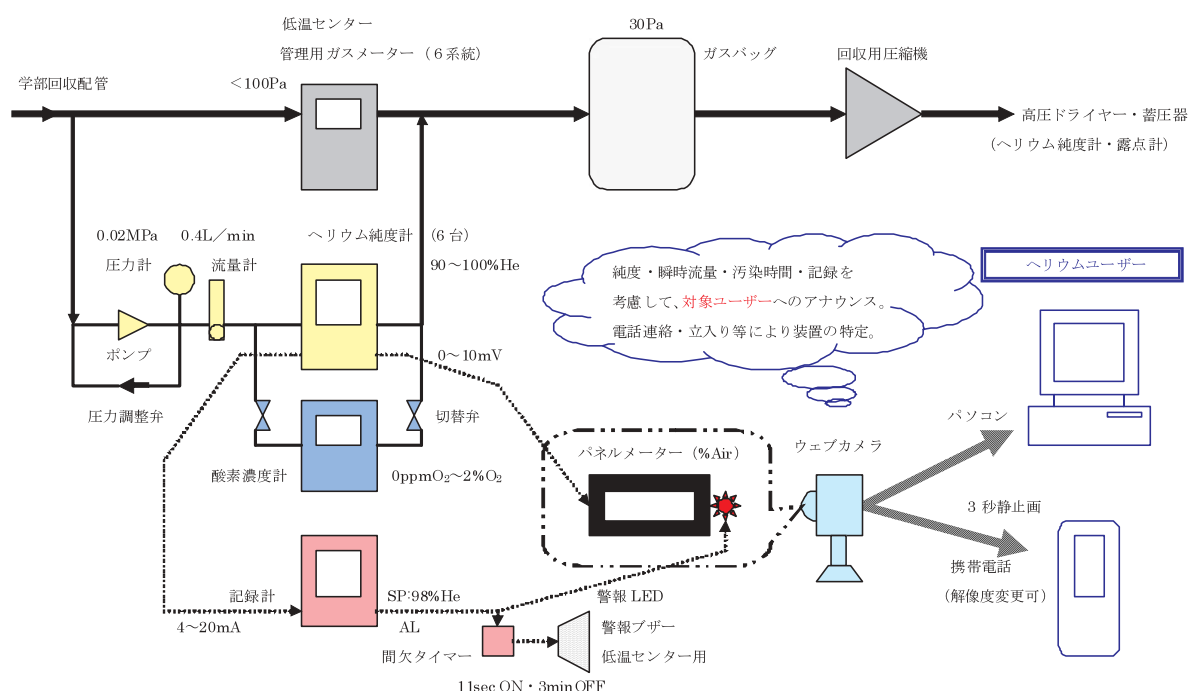 低温センター
管理用ガスメーター（６系統）
30Pa
ガスバッグ
回収用圧縮機
学部回収配管
＜100Pa
高圧ドライヤー・蓄圧器
（ヘリウム純度計・露点計）
0.02MPa
圧力計
0.4L／min
流量計
ヘリウム純度計
（6 台）
90～100%He
ポンプ
0～10mV
圧力調整弁
切替弁
酸素濃度計
0ppmO₂～2%O₂
純度・瞬時流量・汚染時間・記録を
考慮して、対象ユーザーへのアナウンス。
電話連絡・立入り等により装置の特定。
ヘリウムユーザー
パソコン
パネルメーター（%Air）
ウェブカメラ
3 秒静止画
携帯電話
（解像度変更可）
記録計
4～20mA
SP:98%He
AL
警報 LED
警報ブザー
低温センター用
間欠タイマー
11sec ON・3minOFF